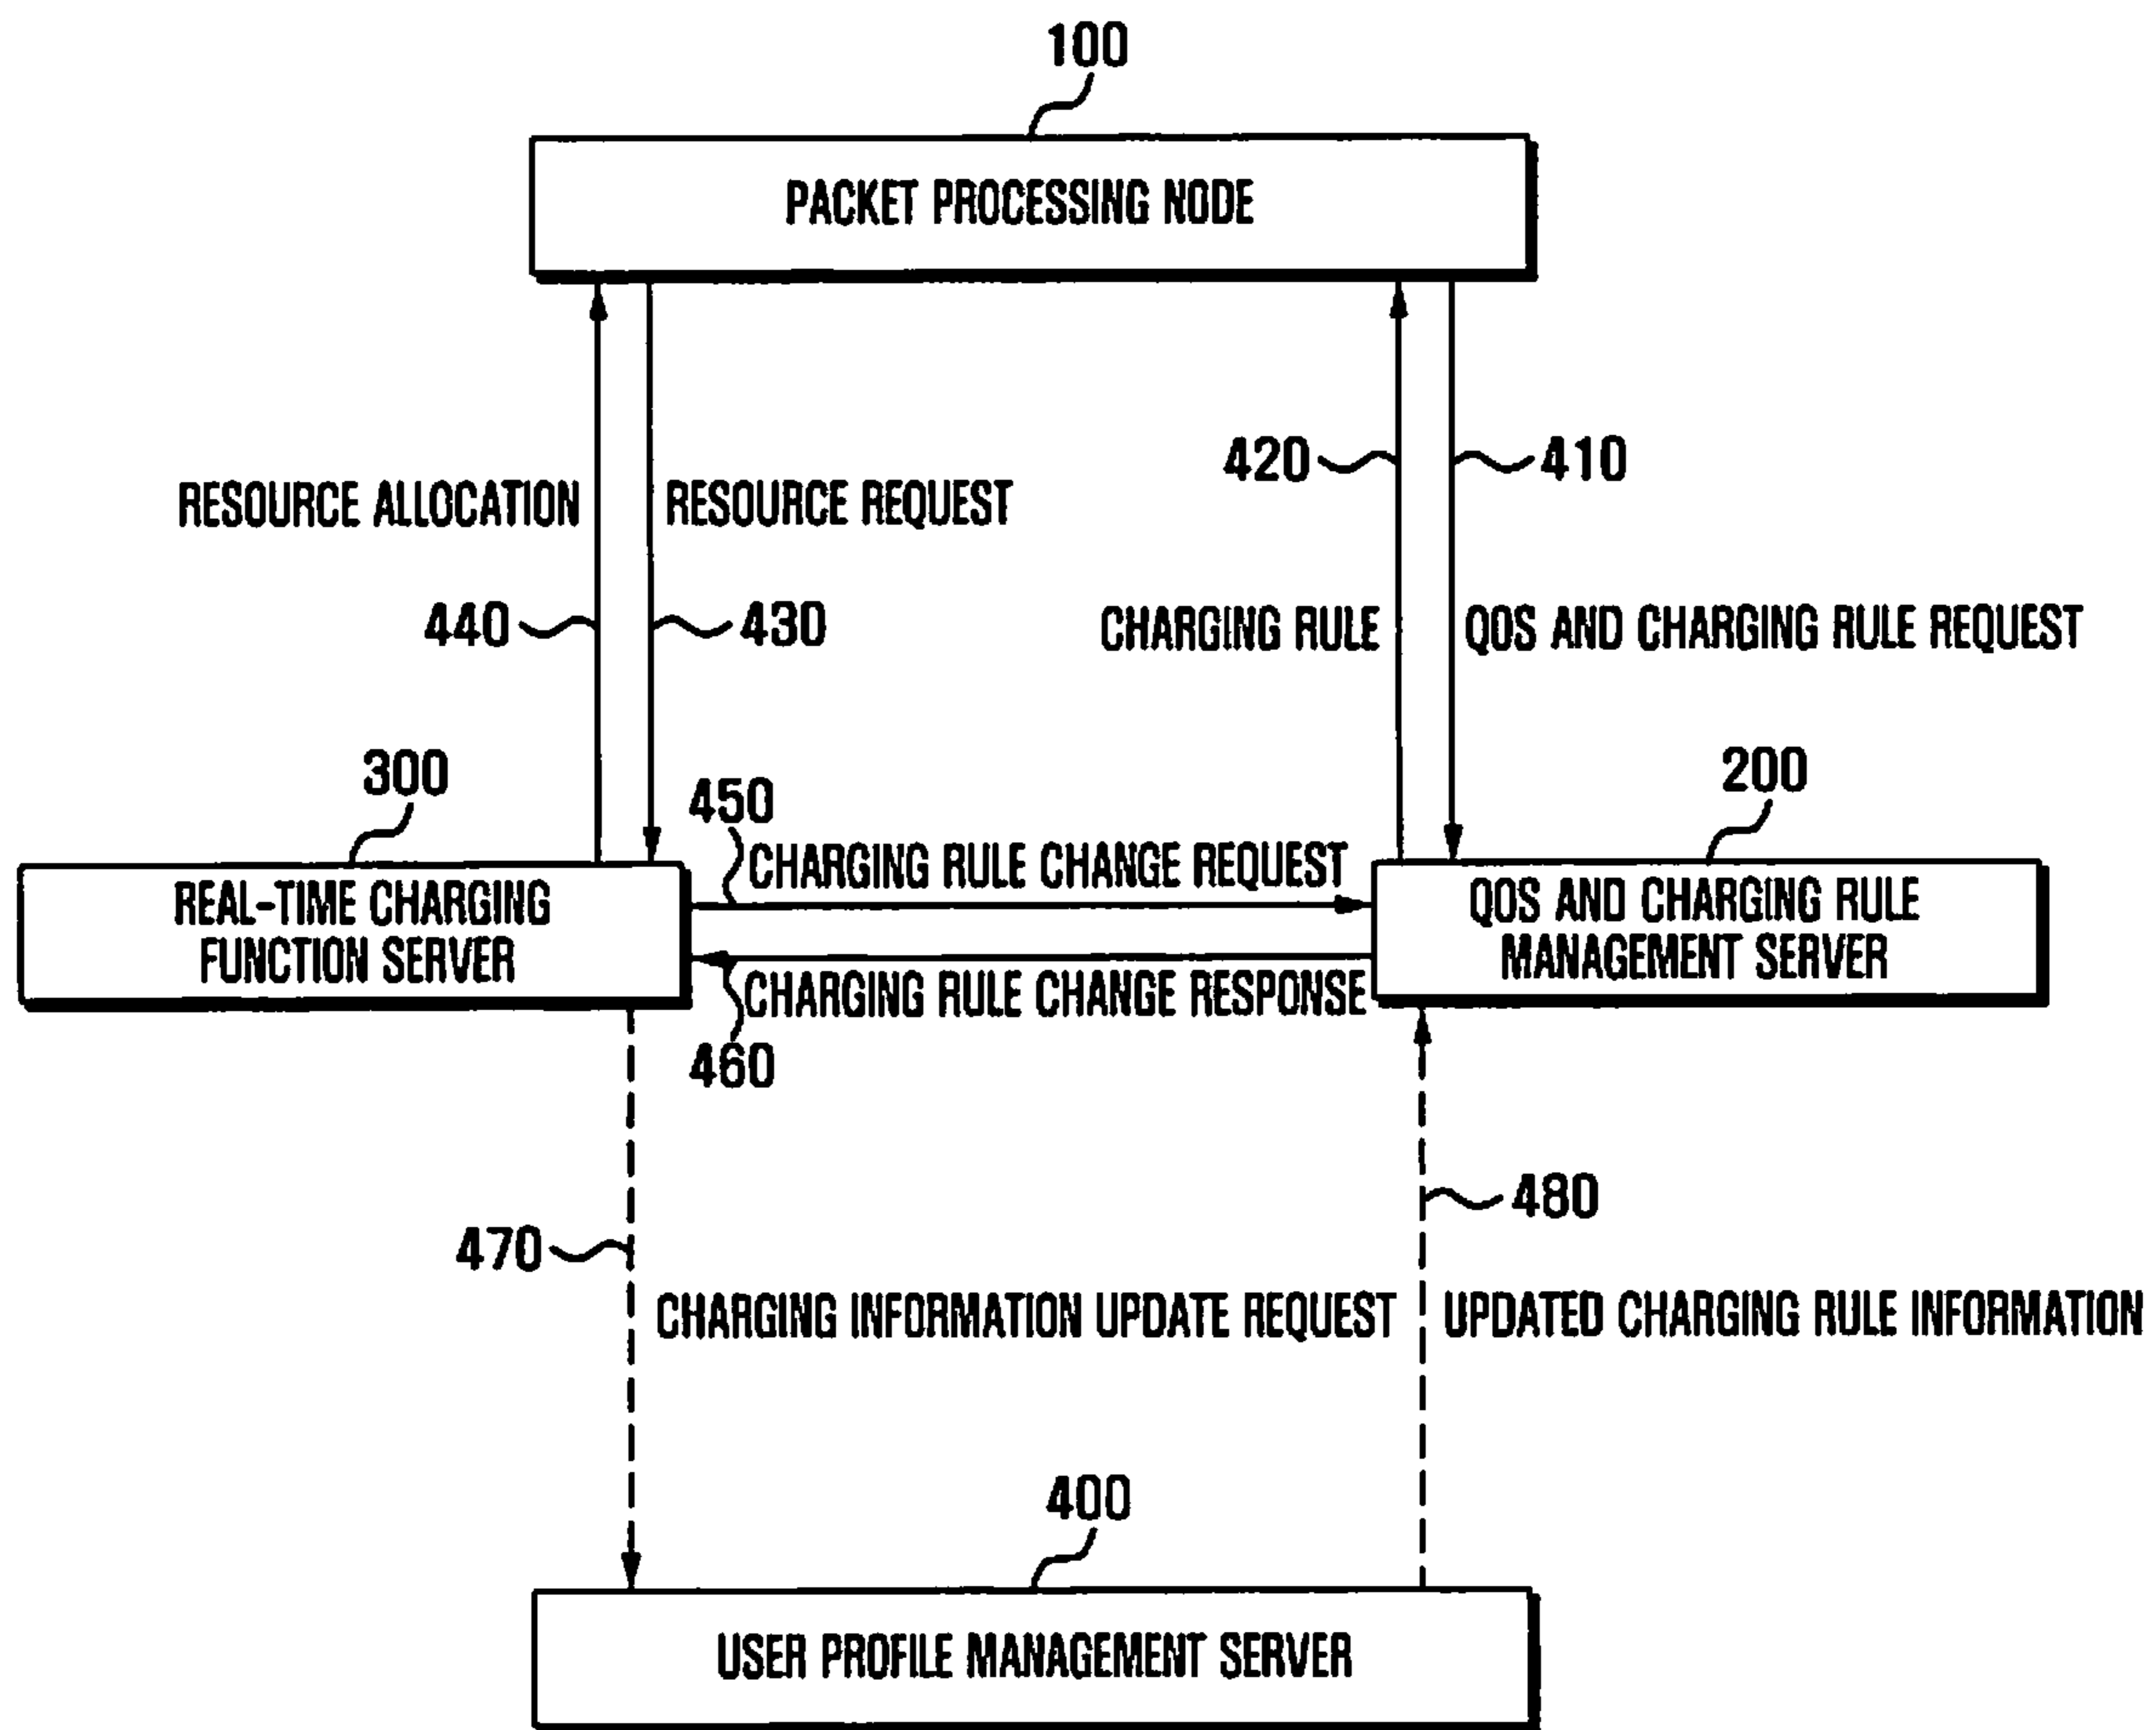 100
PACKET PROCESSING NODE
420
410
RESOURCE ALLOCATION
RESOURCE REQUEST
440
430
CHARGING RULE
QOS AND CHARGING RULE REQUEST
300
200
450
CHARGING RULE CHANGE REQUEST
REAL-TIME CHARGING
FUNCTION SERVER
QOS AND CHARGING RULE
MANAGEMENT SERVER
CHARGING RULE CHANGE RESPONSE
460
480
470
CHARGING INFORMATION UPDATE REQUEST
UPDATED CHARGING RULE INFORMATION
400
USER PROFILE MANAGEMENT SERVER